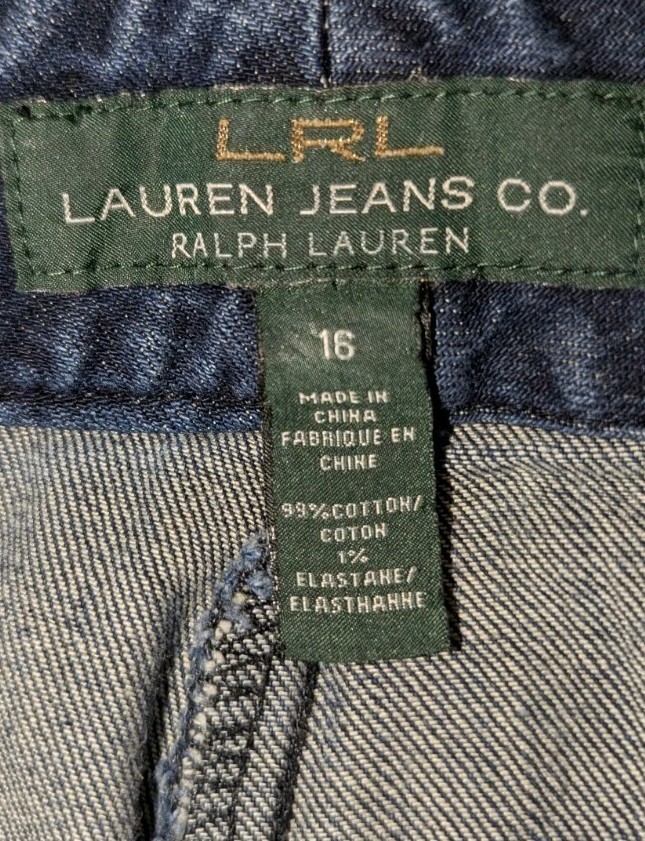 LRL
LAUREN JEANS CO.
RALPH LAUREN
16
MADE IN
CHINA
FABRIQUE EN
CHINE
99%COTTON/
COTON
1%
ELASTANE/
ELASTHANNE